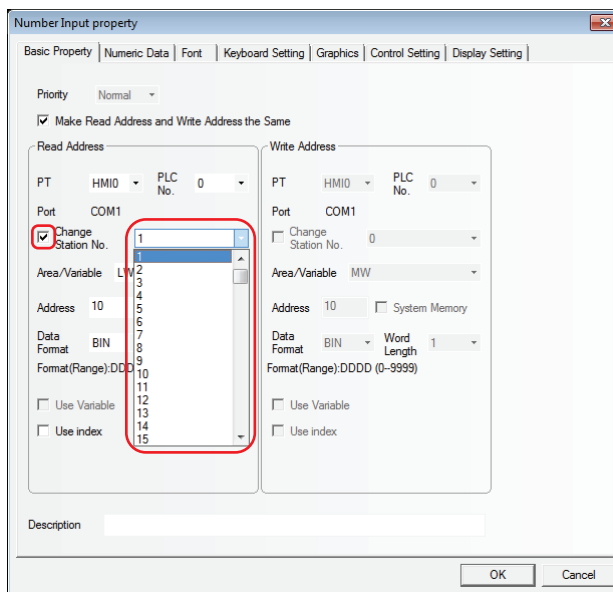 Number Input property
Basic Property Numeric Data Font Keyboard Setting Graphics Control Setting Display Setting
Priority Normal
Make Read Address and Write Address the Same
Read Address
PT HMI0 PLC No. 0
Port COM1
Change Station No. 1
1
2
3
4
5
6
7
8
9
10
11
12
13
14
15
Area/Variable
Address 10
Data Format BIN
Format(Range):DDD
Use Variable
Use index
Write Address
PT HMI0 PLC No. 0
Port COM1
Change Station No. 0
Area/Variable MW
Address 10 System Memory
Data Format BIN Word Length 1
Format(Range):DDDD (0--9999)
Use Variable
Use index
Description
OK Cancel